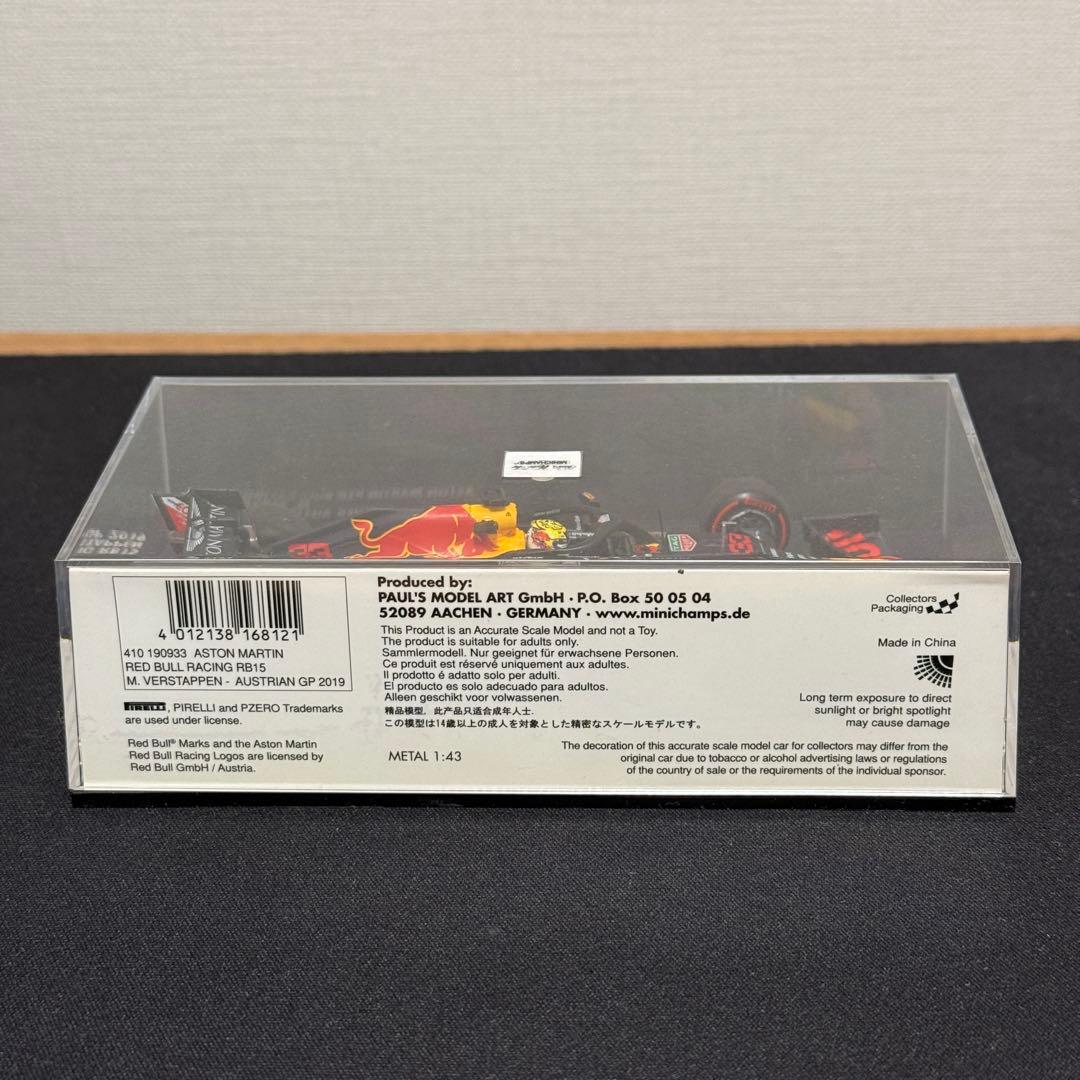 MINICHAMPS
33
TAG
33
4 012138 168121
410 190933 ASTON MARTIN
RED BULL RACING RB15
M. VERSTAPPEN - AUSTRIAN GP 2019
, PIRELLI and PZERO Trademarks
are used under license.
Red Bull® Marks and the Aston Martin
Red Bull Racing Logos are licensed by
Red Bull GmbH / Austria.
Produced by:
PAUL'S MODEL ART GmbH · P.O. Box 50 05 04
52089 AACHEN · GERMANY · www.minichamps.de
This Product is an Accurate Scale Model and not a Toy.
The product is suitable for adults only.
Sammlermodell. Nur geeignet für erwachsene Personen.
Ce produit est réservé uniquement aux adultes.
Il prodotto é adatto solo per adulti.
El producto es solo adecuado para adultos.
Alleen geschikt voor volwassenen.
精品模型，此产品只适合成年人士.
この模型は14歳以上の成人を対象とした精密なスケールモデルです。
METAL 1:43
Collectors
Packaging
Made in China
Long term exposure to direct
sunlight or bright spotlight
may cause damage
The decoration of this accurate scale model car for collectors may differ from the
original car due to tobacco or alcohol advertising laws or regulations
of the country of sale or the requirements of the individual sponsor.